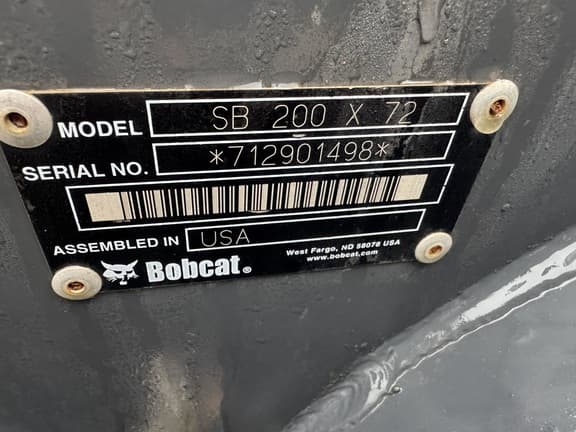 MODEL SB 200 X 72
SERIAL NO. *712901498*
ASSEMBLED IN USA
Bobcat®
West Fargo, ND 58078 USA
www.bobcat.com